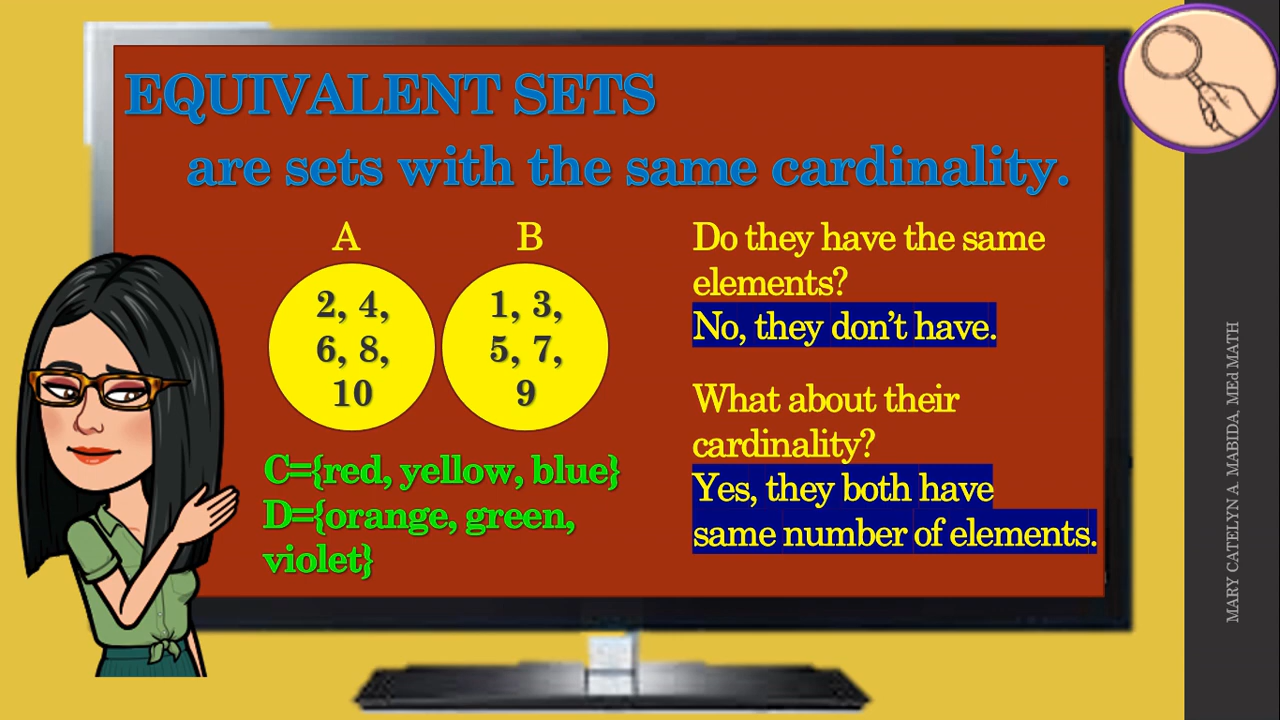 EQUIVALENT SETS
are sets with the same cardinality.
A
B
2, 4,
6, 8,
10
1, 3,
5, 7,
9
C={red, yellow, blue}
D={orange, green,
violet}
Do they have the same
elements?
No, they don’t have.
What about their
cardinality?
Yes, they both have
same number of elements.
MARY CATELYN A. MABIDA, MEd MATH